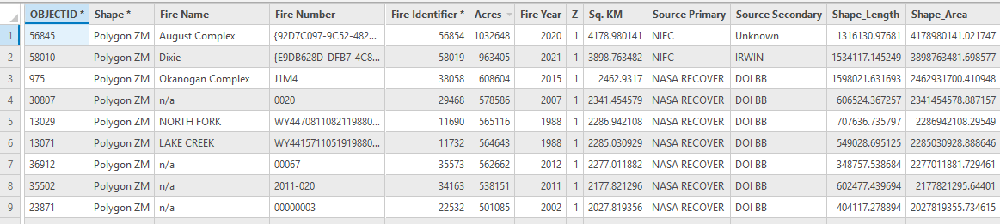 OBJECTID * Shape * Fire Name Fire Number Fire Identifier * Acres Fire Year Z Sq. KM Source Primary Source Secondary Shape_Length Shape_Area
1 56845 Polygon ZM August Complex {92D7C097-9C52-482... 56854 1032648 2020 1 4178.980141 NIFC Unknown 1316130.97681 4178980141.021747
2 58010 Polygon ZM Dixie {E9DB628D-DFB7-4C8... 58019 963405 2021 1 3898.763482 NIFC IRWIN 1534117.145249 3898763481.698577
3 975 Polygon ZM Okanogan Complex J1M4 38058 608604 2015 1 2462.9317 NASA RECOVER DOI BB 1598021.631693 2462931700.410948
4 30807 Polygon ZM n/a 0020 29468 578586 2007 1 2341.454579 NASA RECOVER DOI BB 606524.367257 2341454578.887157
5 13029 Polygon ZM NORTH FORK WY4470811082119880... 11690 565116 1988 1 2286.942108 NASA RECOVER DOI BB 707636.735797 2286942108.29549
6 13071 Polygon ZM LAKE CREEK WY4415711051919880... 11732 564643 1988 1 2285.030929 NASA RECOVER DOI BB 549028.695125 2285030928.888646
7 36912 Polygon ZM n/a 00067 35573 562662 2012 1 2277.011882 NASA RECOVER DOI BB 348757.538684 2277011881.729461
8 35502 Polygon ZM n/a 2011-020 34163 538151 2011 1 2177.821296 NASA RECOVER DOI BB 602477.439694 2177821295.64401
9 23871 Polygon ZM n/a 00000003 22532 501085 2002 1 2027.819356 NASA RECOVER DOI BB 404117.278894 2027819355.734615